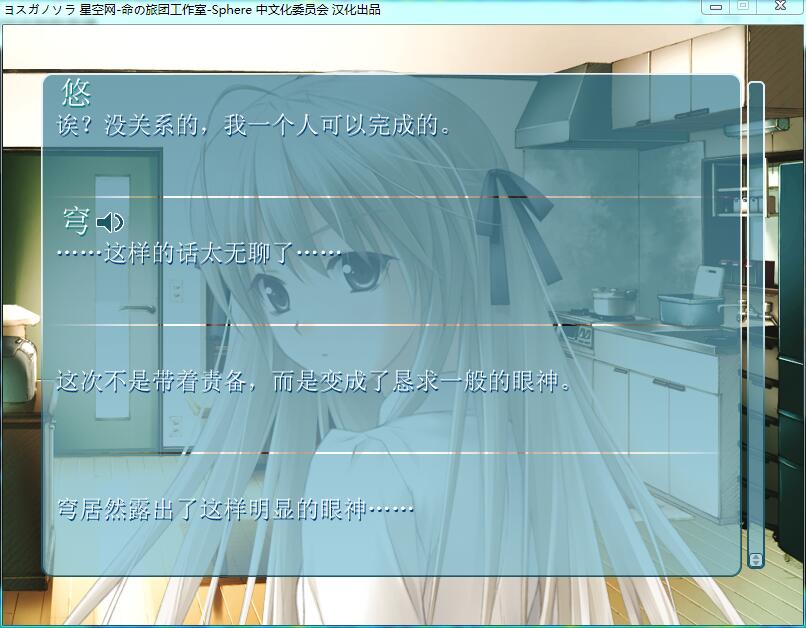 ヨスガノソラ 星空网-命の旅团工作室-Sphere 中文化委员会 汉化出品
悠
诶？没关系的，我一个人可以完成的。
穹
……这样的话太无聊了……
这次不是带着责备，而是变成了恳求一般的眼神。
穹居然露出了这样明显的眼神……